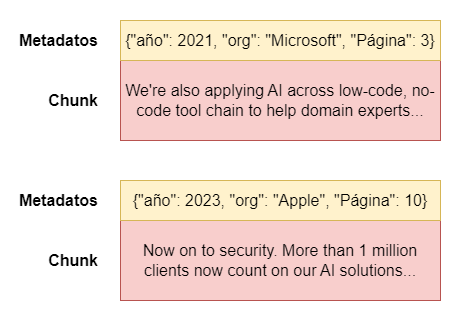 Metadatos
{"año": 2021, "org": "Microsoft", "Página": 3}
Chunk
We're also applying AI across low-code, no-
code tool chain to help domain experts...
Metadatos
{"año": 2023, "org": "Apple", "Página": 10}
Chunk
Now on to security. More than 1 million
clients now count on our AI solutions...